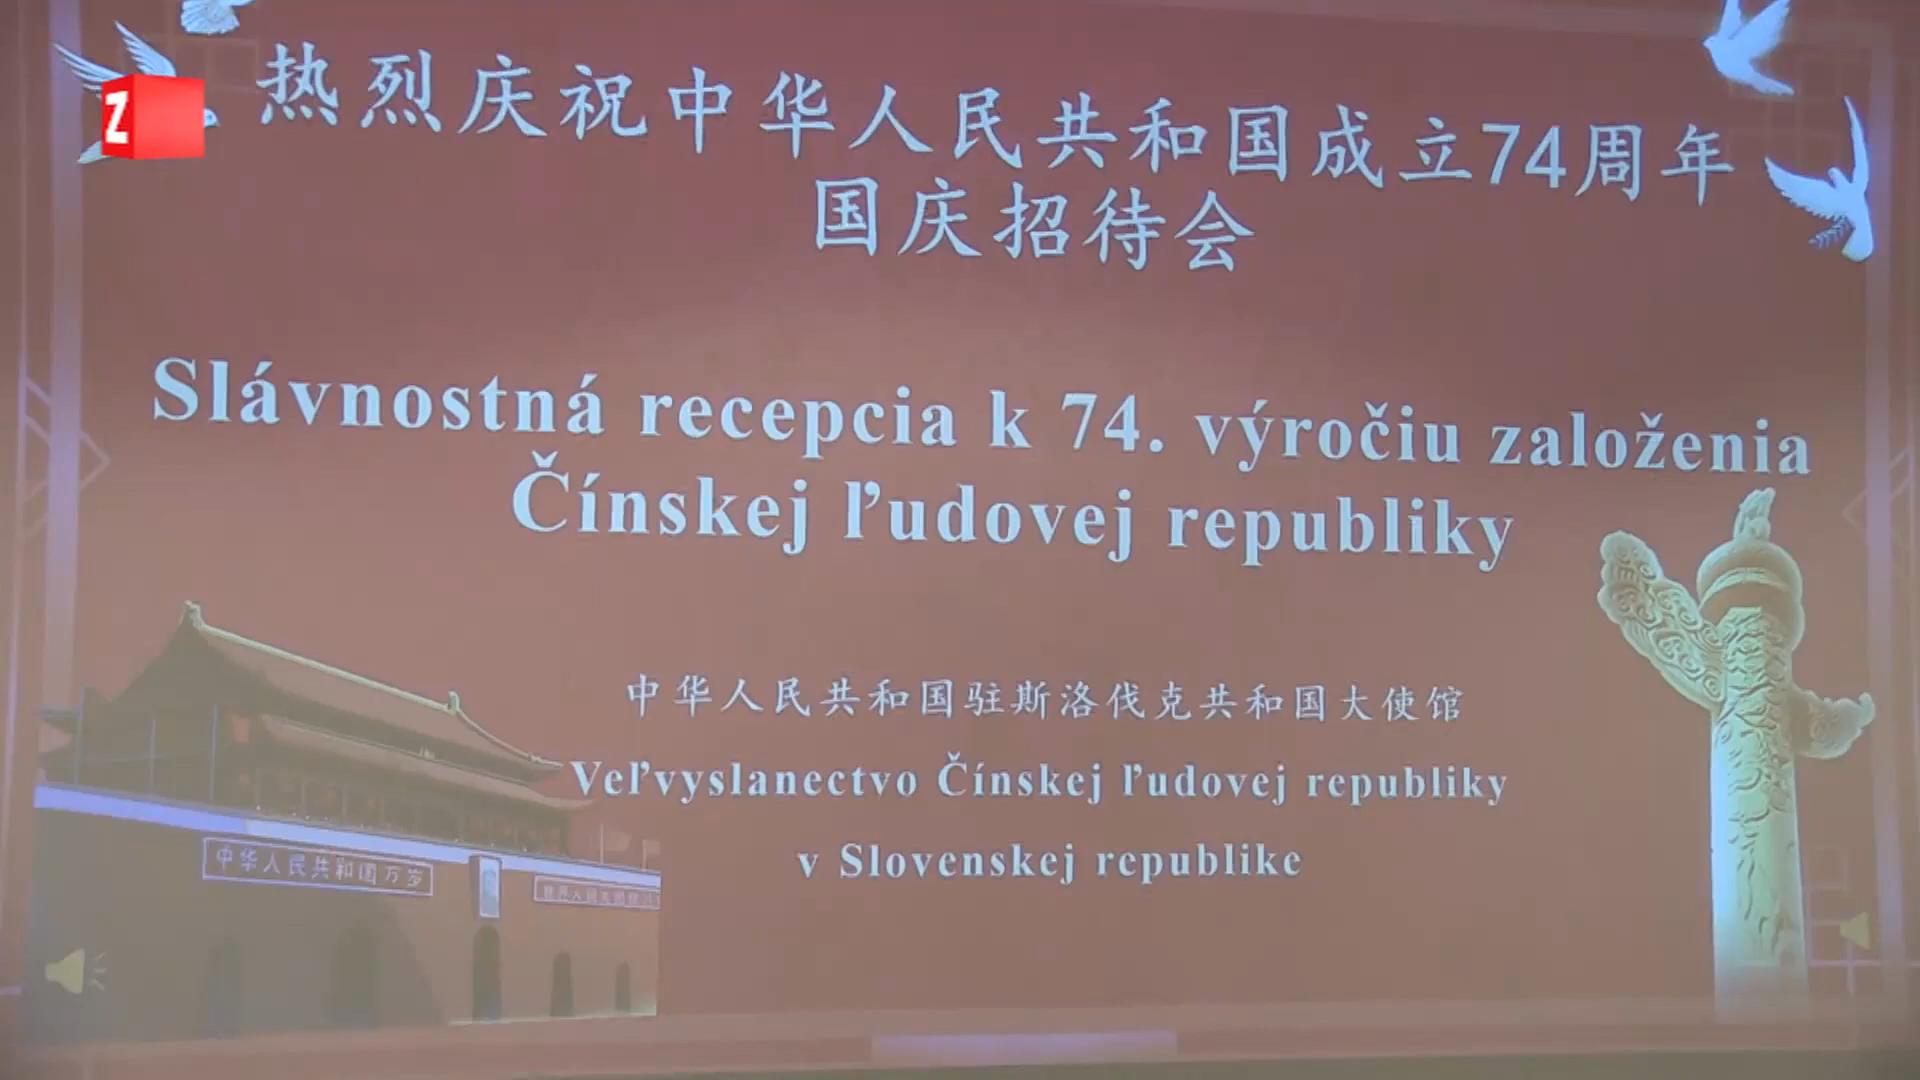 Z
热烈庆祝中华人民共和国成立74周年
国庆招待会
Slávnostná recepcia k 74. výročiu založenia
Čínskej ľudovej republiky
中华人民共和国驻斯洛伐克共和国大使馆
Veľvyslanectvo Čínskej ľudovej republiky
v Slovenskej republike
中华人民共和国万岁